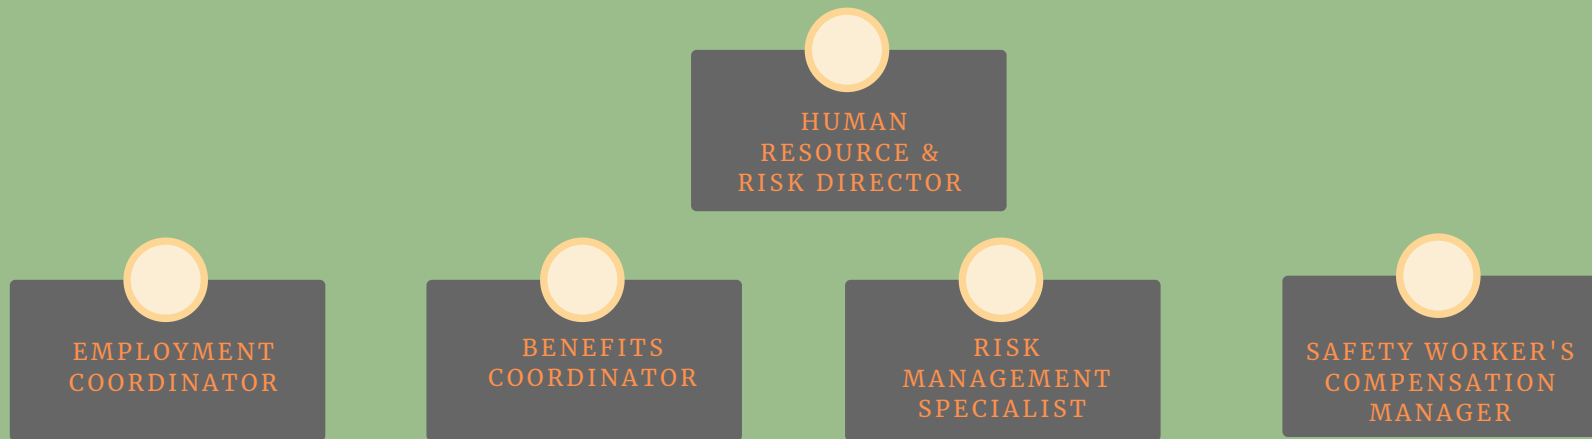 HUMAN
RESOURCE &
RISK DIRECTOR
EMPLOYMENT
COORDINATOR
BENEFITS
COORDINATOR
RISK
MANAGEMENT
SPECIALIST
SAFETY WORKER'S
COMPENSATION
MANAGER